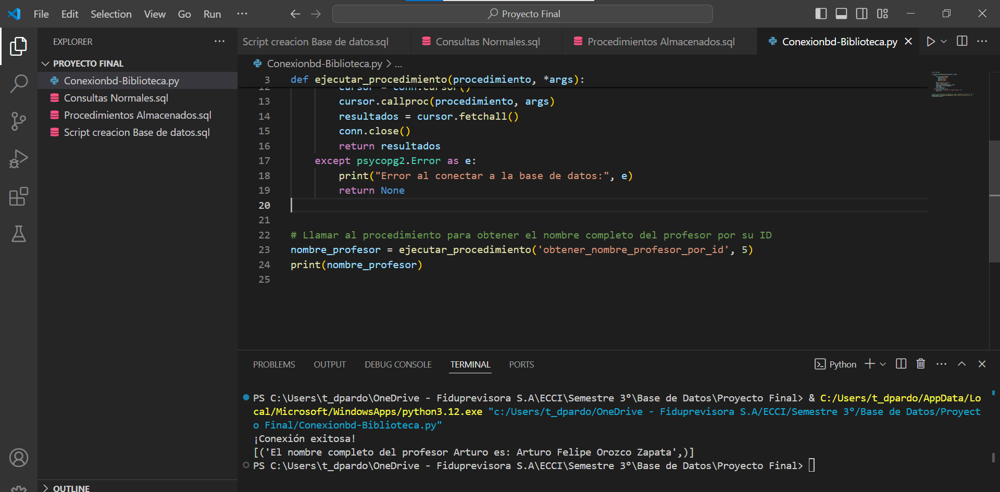 File Edit Selection View Go Run ...
Proyecto Final
EXPLORER
PROYECTO FINAL
Conexionbd-Biblioteca.py
Consultas Normales.sql
Procedimientos Almacenados.sql
Script creacion Base de datos.sql
OUTLINE
Script creacion Base de datos.sql Consultas Normales.sql Procedimientos Almacenados.sql Conexionbd-Biblioteca.py
Conexionbd-Biblioteca.py > ...
3 def ejecutar_procedimiento(procedimiento, *args):
12 cursor = conn.cursor()
13 cursor.callproc(procedimiento, args)
14 resultados = cursor.fetchall()
15 conn.close()
16 return resultados
17 except psycopg2.Error as e:
18 print("Error al conectar a la base de datos:", e)
19 return None
20
21
22 # Llamar al procedimiento para obtener el nombre completo del profesor por su ID
23 nombre_profesor = ejecutar_procedimiento('obtener_nombre_profesor_por_id', 5)
24 print(nombre_profesor)
25
PROBLEMS OUTPUT DEBUG CONSOLE TERMINAL PORTS
Python
PS C:\Users\t_dpardo\OneDrive - Fiduprevisora S.A\ECCI\Semestre 3°\Base de Datos\Proyecto Final> & C:/Users/t_dpardo/AppData/Lo
cal/Microsoft/WindowsApps/python3.12.exe "c:/Users/t_dpardo/OneDrive - Fiduprevisora S.A/ECCI/Semestre 3°/Base de Datos/Proyect
o Final/Conexionbd-Biblioteca.py"
¡Conexión exitosa!
[('El nombre completo del profesor Arturo es: Arturo Felipe Orozco Zapata',)]
PS C:\Users\t_dpardo\OneDrive - Fiduprevisora S.A\ECCI\Semestre 3°\Base de Datos\Proyecto Final>